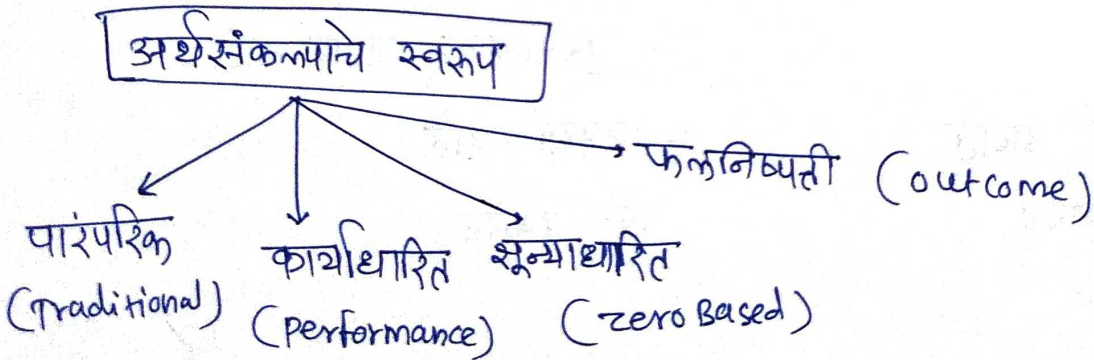 अर्थसंकल्पाचे स्वरूप
फलनिष्पती (outcome)
पारंपरिक कार्याधारित शून्याधारित
(Traditional) (Performance) (zero Based)